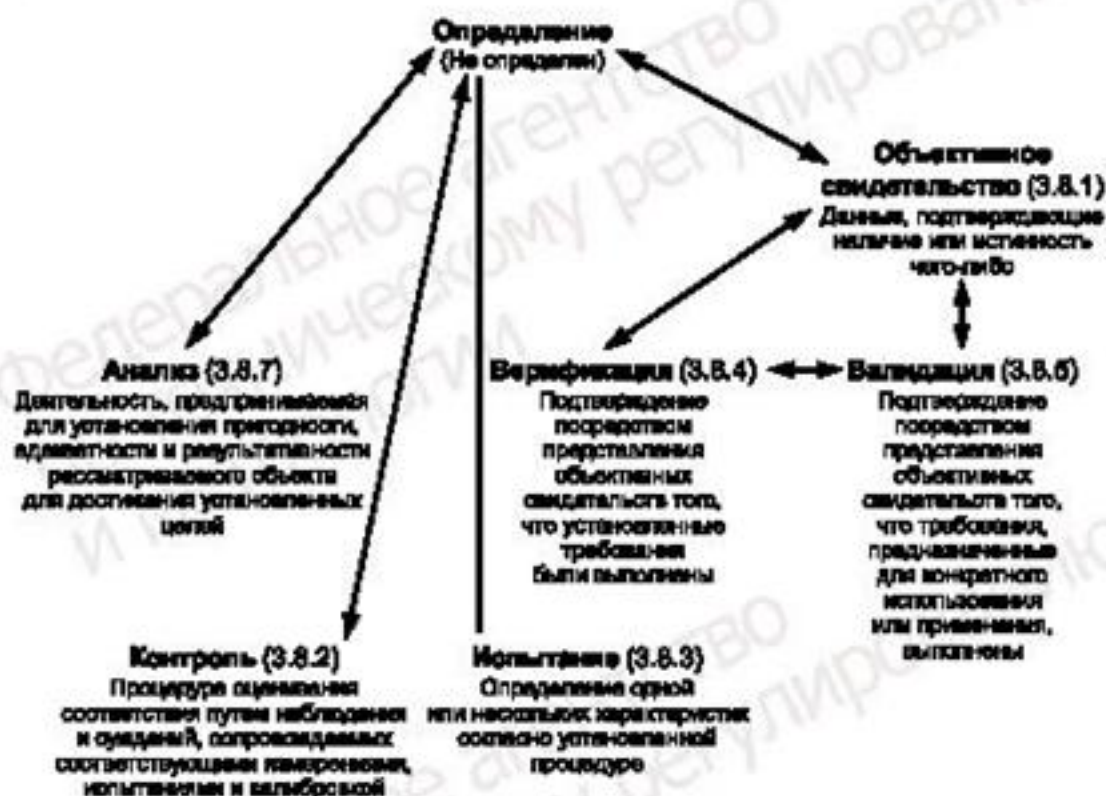 Определение
(Не определен)
Объективное
свидетельство (3.8.1)
Данные, подтверждающие
наличие или истинность
чего-либо
Анализ (3.8.7)
Деятельность, предпринимаемая
для установления пригодности,
адекватности и результативности
рассматриваемого объекта
для достижения установленных
целей
Верификация (3.8.4)
Подтверждение
посредством
представления
объективных
свидетельств того,
что установленные
требования
были выполнены
Валидация (3.8.5)
Подтверждение
посредством
представления
объективных
свидетельств того,
что требования,
предназначенные
для конкретного
использования
или применения,
выполнены
Контроль (3.8.2)
Процедура оценивания
соответствия путем наблюдения
и суждений, сопровождаемых
соответствующими измерениями,
испытаниями и калибровкой
Испытание (3.8.3)
Определение одной
или нескольких характеристик
согласно установленной
процедуре